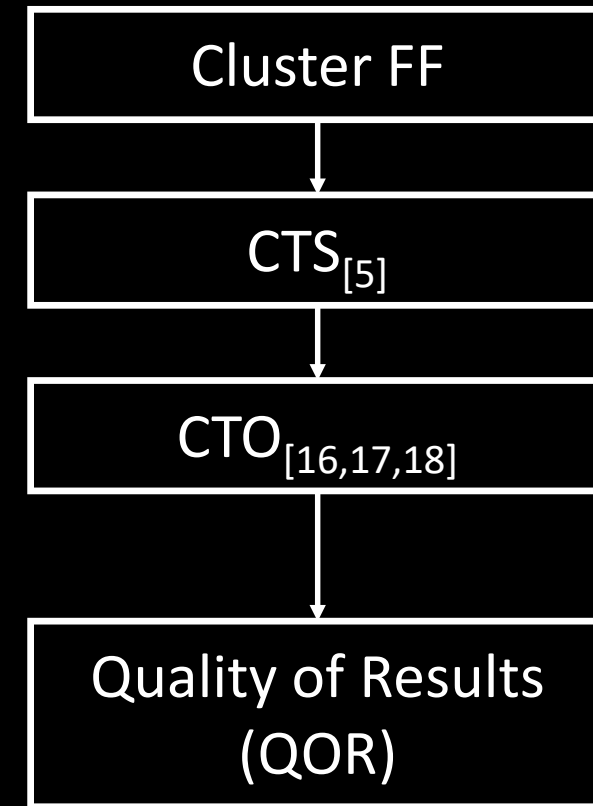 Cluster FF
CTS[5]
CTO[16,17,18]
Quality of Results
(QOR)